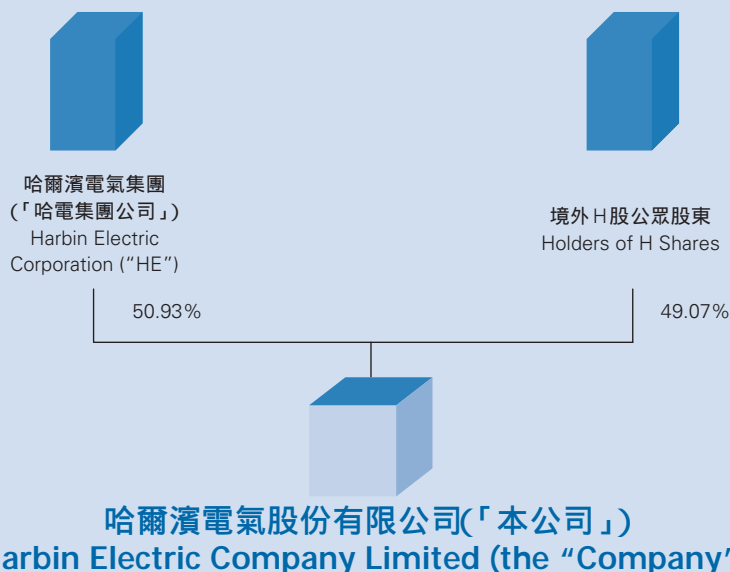 哈爾濱電氣集團
(「哈電集團公司」)
Harbin Electric
Corporation (“HE”)
境外H股公眾股東
Holders of H Shares
50.93%
49.07%
哈爾濱電氣股份有限公司(「本公司」)
arbin Electric Company Limited (the “Company”